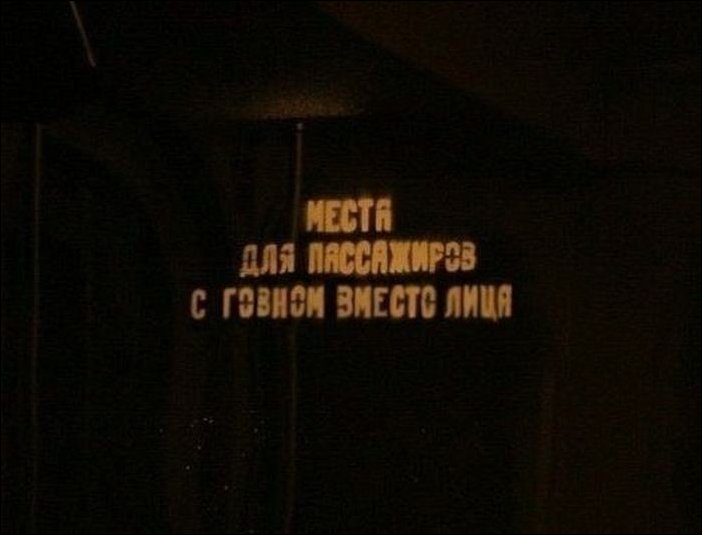 МЕСТА
ДЛЯ ПАССАЖИРОВ
С ГОВНОМ ВМЕСТО ЛИЦА